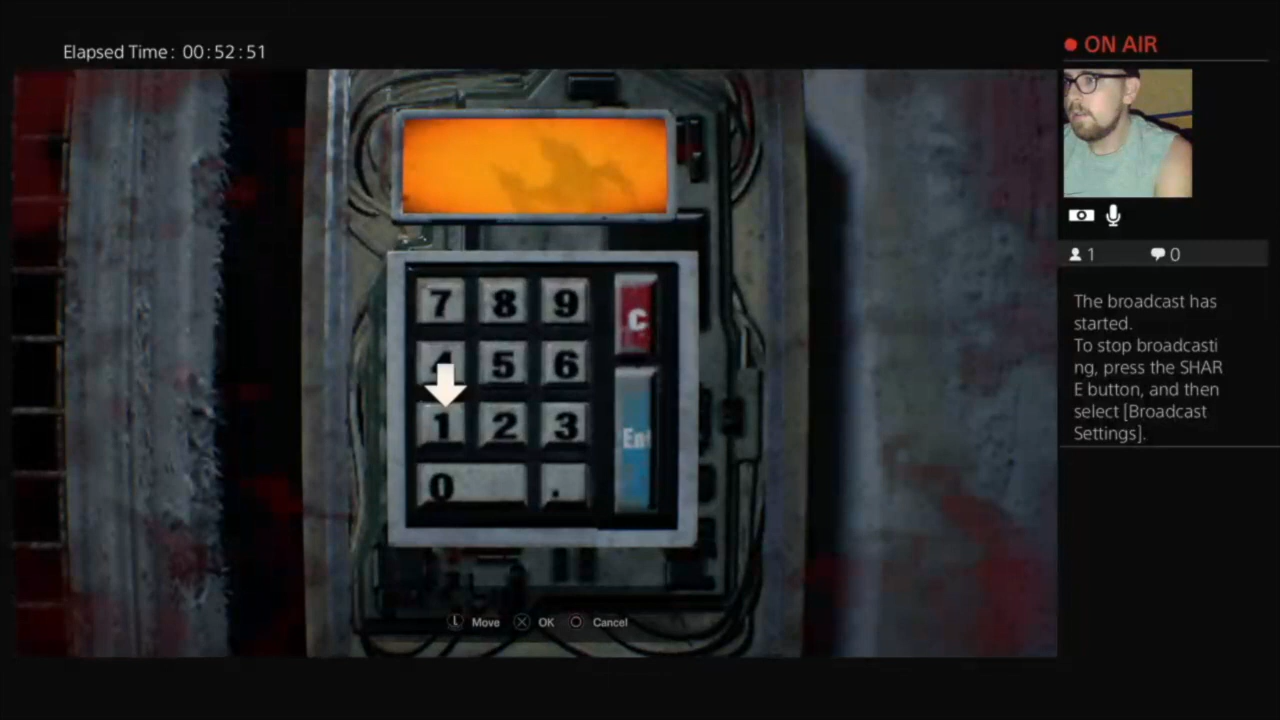 Elapsed Time: 00:52:51
ON AIR
1 0
The broadcast has
started.
To stop broadcasti
ng, press the SHAR
E button, and then
select [Broadcast
Settings].
7 8 9 C
4 5 6
1 2 3 Ent
0 .
L Move OK Cancel